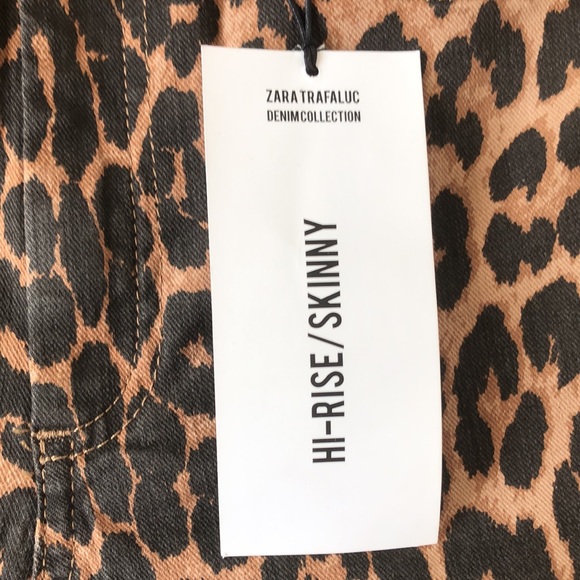 ZARA TRAFALUC
DENIM COLLECTION
HI-RISE/SKINNY